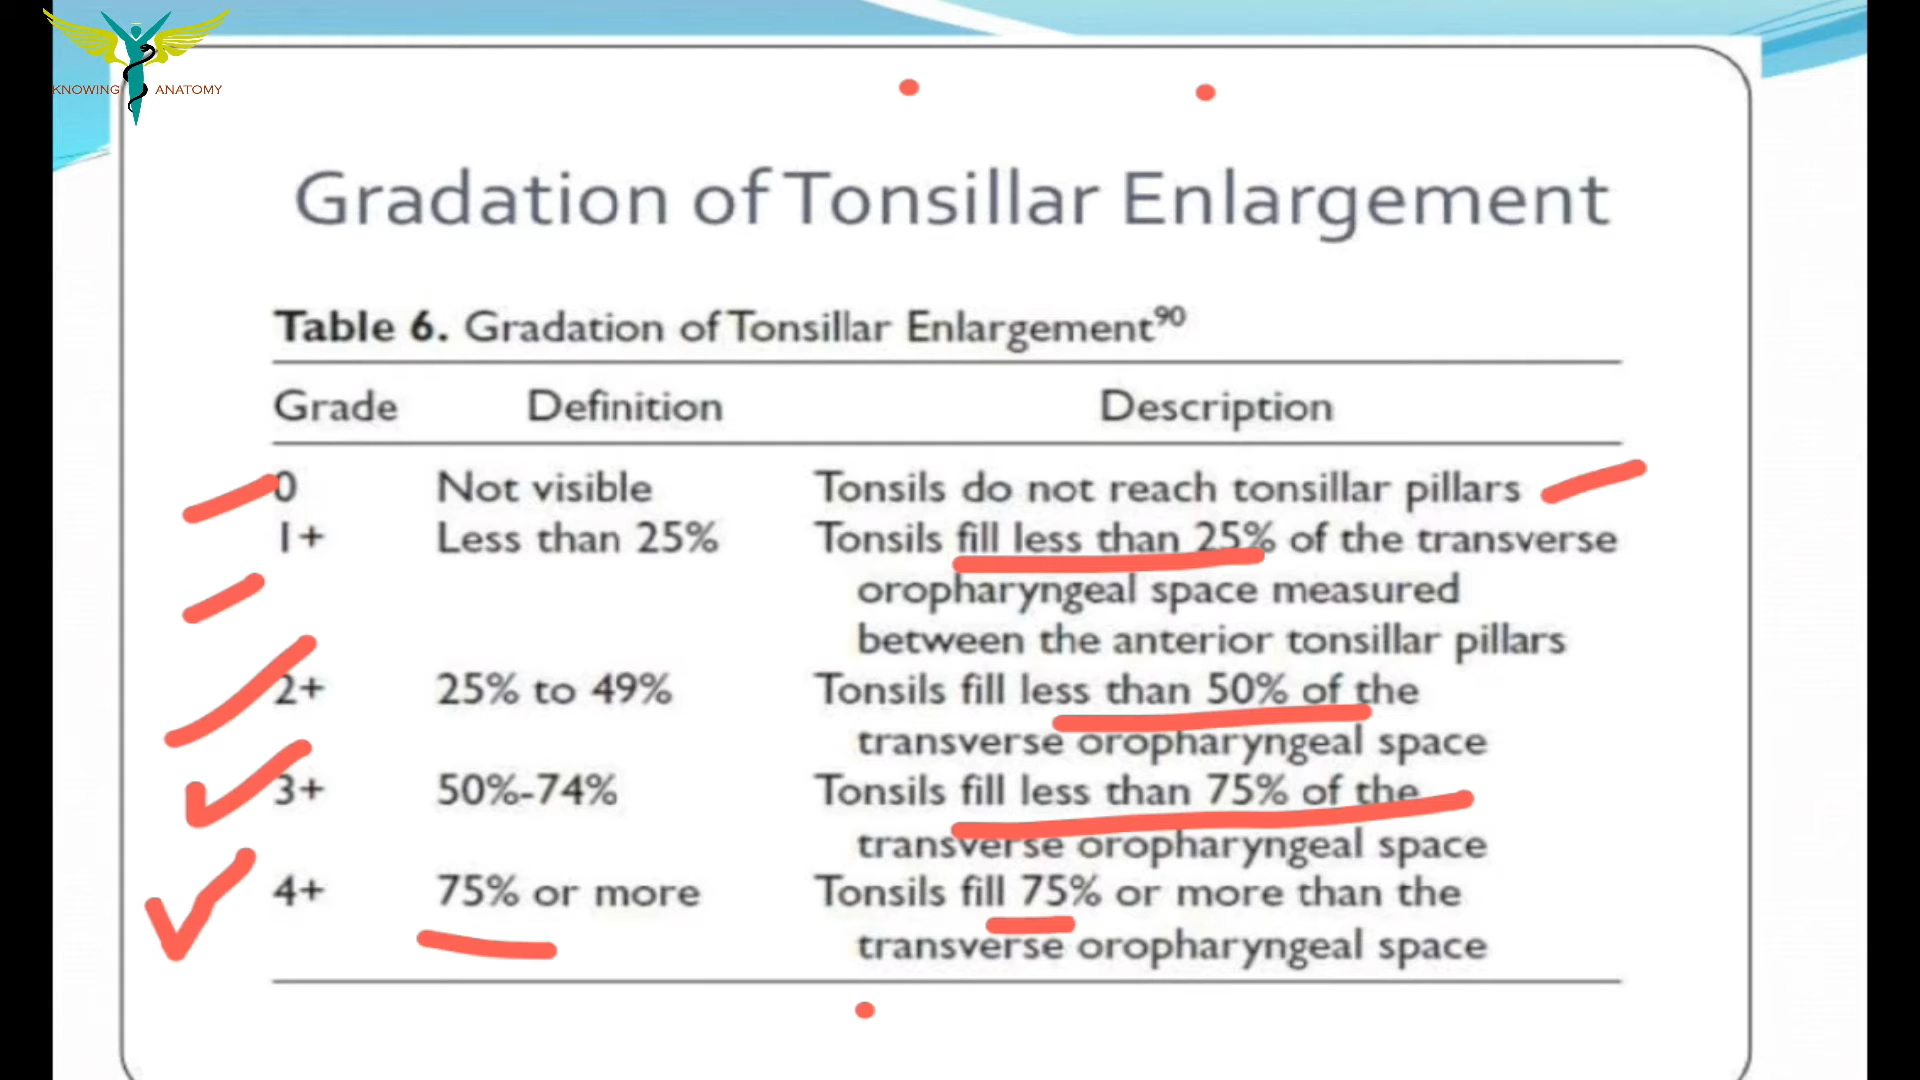 KNOWING ANATOMY
Gradation of Tonsillar Enlargement
Table 6. Gradation of Tonsillar Enlargement⁹⁰
Grade Definition Description
0 Not visible Tonsils do not reach tonsillar pillars
1+ Less than 25% Tonsils fill less than 25% of the transverse
oropharyngeal space measured
between the anterior tonsillar pillars
2+ 25% to 49% Tonsils fill less than 50% of the
transverse oropharyngeal space
3+ 50%-74% Tonsils fill less than 75% of the
transverse oropharyngeal space
4+ 75% or more Tonsils fill 75% or more than the
transverse oropharyngeal space